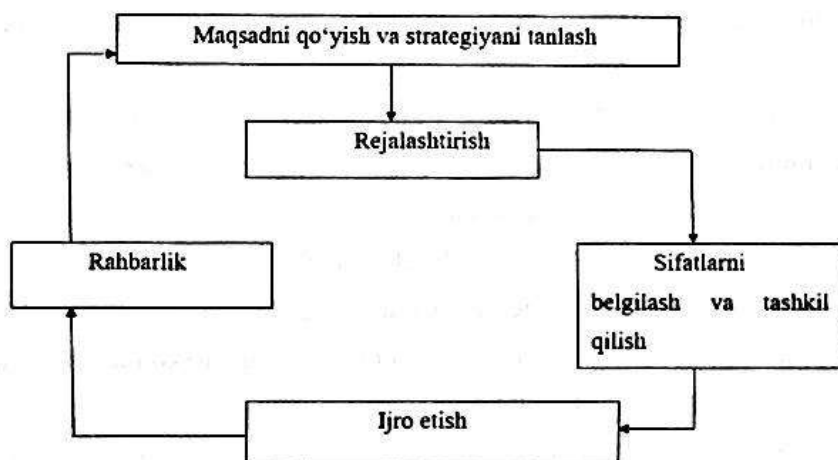 Maqsadni qo‘yish va strategiyani tanlash
Rejalashtirish
Rahbarlik
Sifatlarni
belgilash va tashkil
qilish
Ijro etish